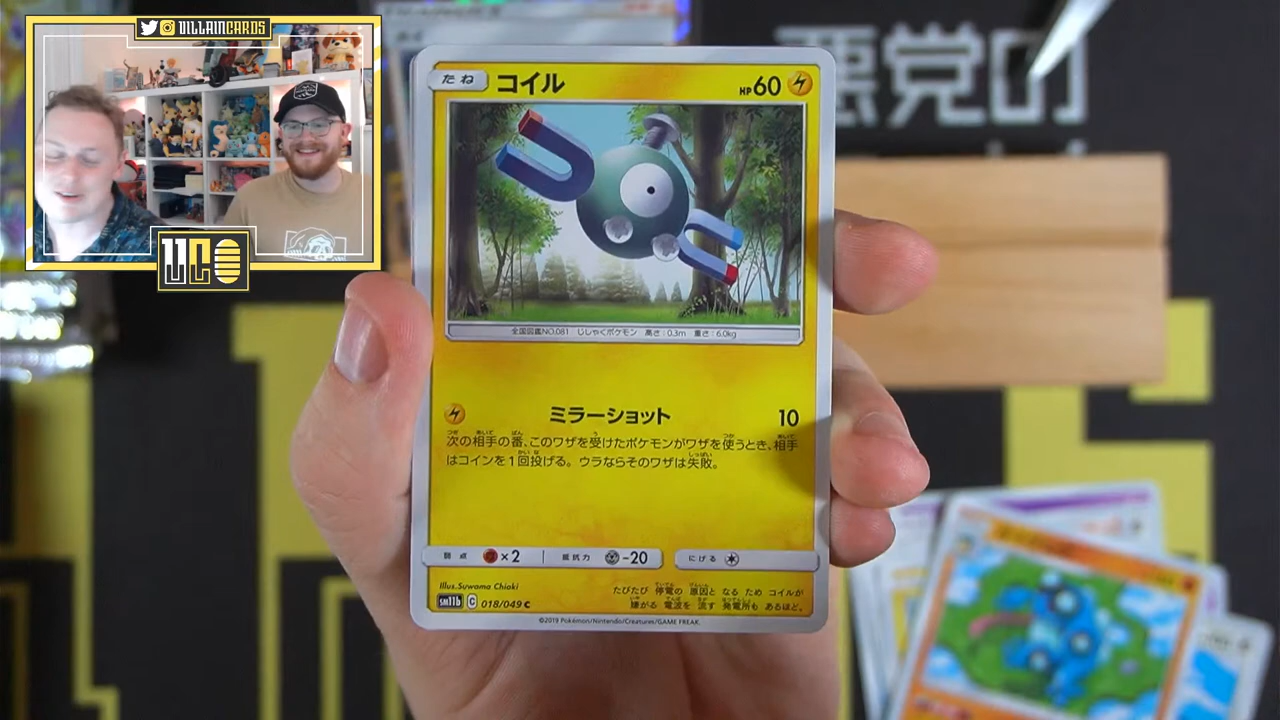 VILLAINCARDS
悪党の
たね
コイル
HP60
全国図鑑NO.081 じしゃくポケモン 高さ:0.3m 重さ:6.0kg
ミラーショット 10
次の相手の番、このワザを受けたポケモンがワザを使うとき、相手
はコインを1回投げる。ウラならそのワザは失敗。
弱点 ×2 抵抗力 -20 にげる
Illus.Suwama Chiaki
sm11b C 018/049 C
たびたび 停電の 原因と なる ため コイルが
嫌がる 電波を 流す 発電所も あるほど。
©2019 Pokémon/Nintendo/Creatures/GAME FREAK.